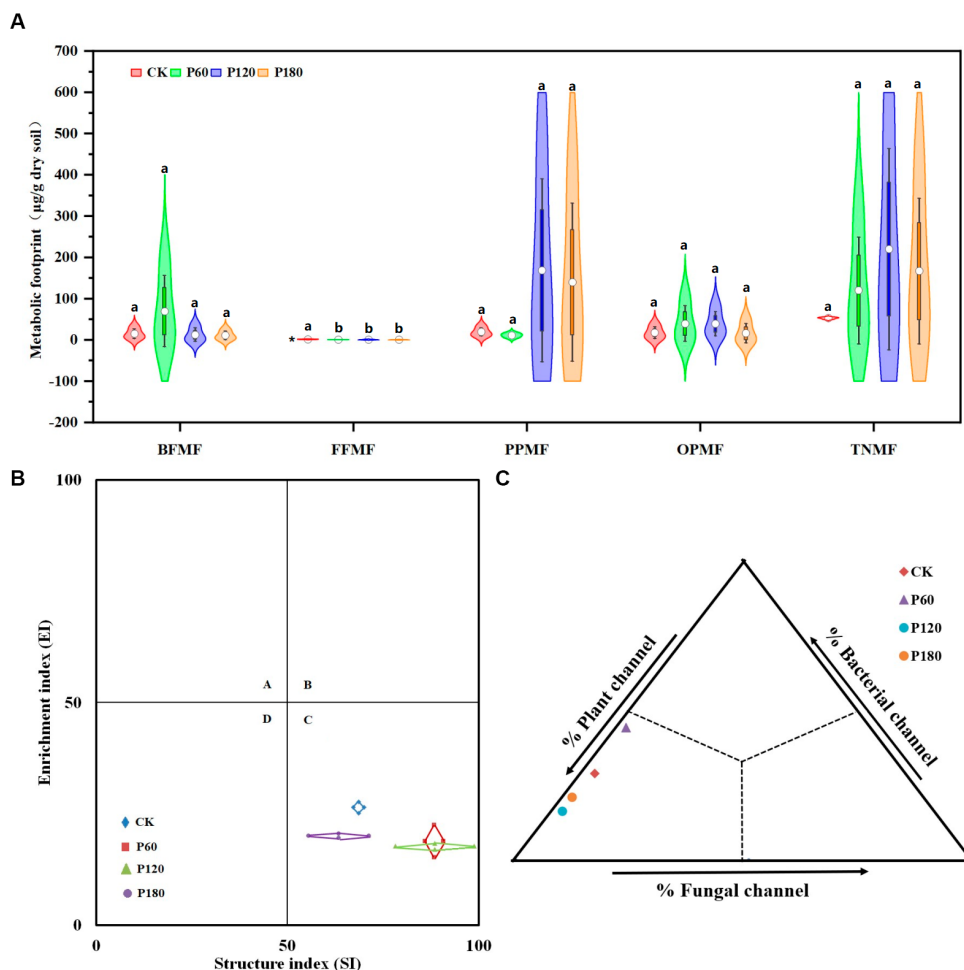 A
Metabolic footprint（μg/g dry soil）
700
600
500
400
300
200
100
0
-100
-200
CK P60 P120 P180
a a a a
* a b b b
a a a a
a a a a
a a a
BFMF FFMF PPMF OPMF TNMF
B
Enrichment index (EI)
100
50
0
A B
D C
CK
P60
P120
P180
0 50 100
Structure index (SI)
C
CK
P60
P120
P180
% Plant channel
% Bacterial channel
% Fungal channel